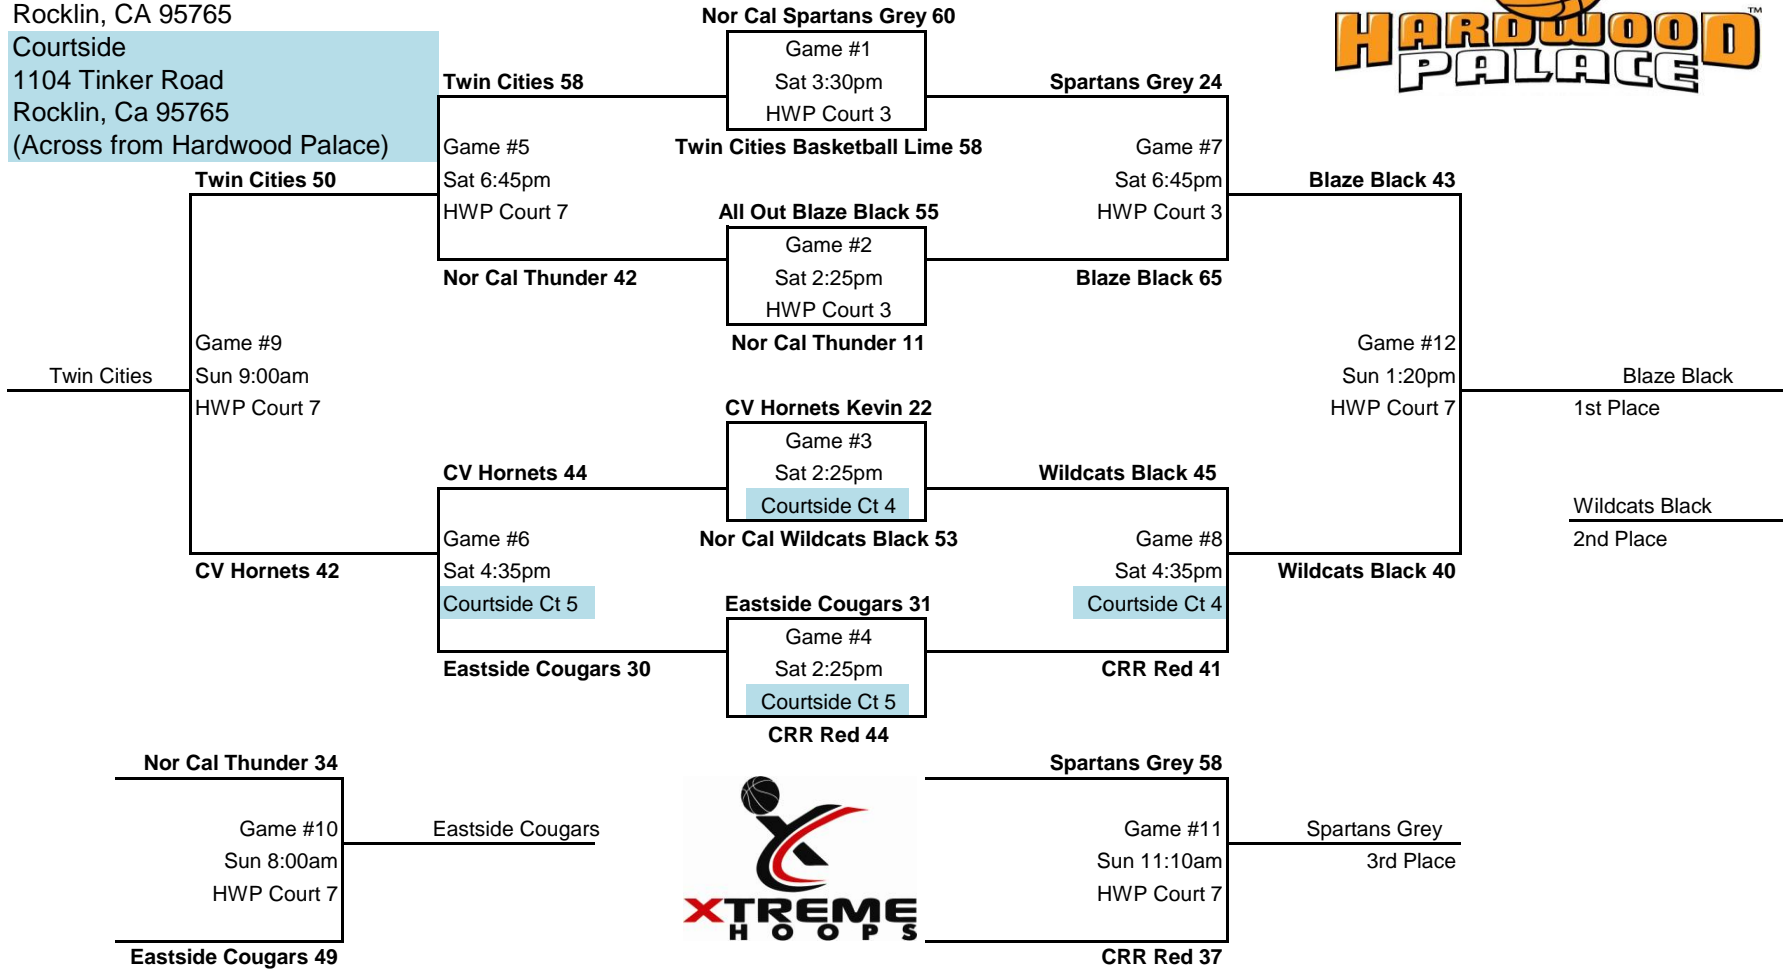 Rocklin, CA 95765
Courtside
1104 Tinker Road
Rocklin, Ca 95765
(Across from Hardwood Palace)
HARDWOOD
PALACE
TM
Nor Cal Spartans Grey 60
Game #1
Sat 3:30pm
HWP Court 3
Twin Cities Basketball Lime 58
All Out Blaze Black 55
Game #2
Sat 2:25pm
HWP Court 3
Nor Cal Thunder 11
CV Hornets Kevin 22
Game #3
Sat 2:25pm
Courtside Ct 4
Nor Cal Wildcats Black 53
Eastside Cougars 31
Game #4
Sat 2:25pm
Courtside Ct 5
CRR Red 44
Twin Cities 58
Game #5
Sat 6:45pm
HWP Court 7
Nor Cal Thunder 42
CV Hornets 44
Game #6
Sat 4:35pm
Courtside Ct 5
Eastside Cougars 30
Spartans Grey 24
Game #7
Sat 6:45pm
HWP Court 3
Blaze Black 65
Wildcats Black 45
Game #8
Sat 4:35pm
Courtside Ct 4
CRR Red 41
Twin Cities 50
Game #9
Sun 9:00am
HWP Court 7
CV Hornets 42
Twin Cities
Blaze Black 43
Game #12
Sun 1:20pm
HWP Court 7
Wildcats Black 40
Blaze Black
1st Place
Wildcats Black
2nd Place
Nor Cal Thunder 34
Game #10
Sun 8:00am
HWP Court 7
Eastside Cougars 49
Eastside Cougars
XTREME
HOOPS
Spartans Grey 58
Game #11
Sun 11:10am
HWP Court 7
CRR Red 37
Spartans Grey
3rd Place